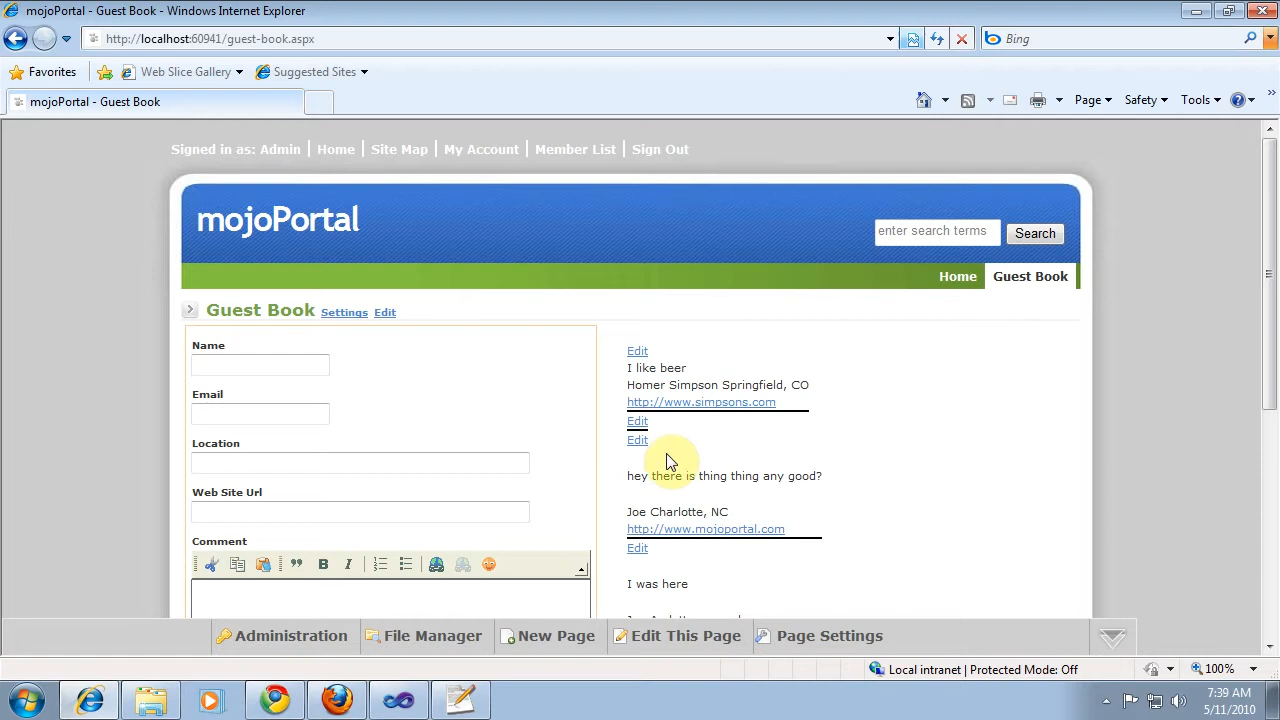 mojoPortal - Guest Book - Windows Internet Explorer
http://localhost:60941/guest-book.aspx
Bing
Favorites
Web Slice Gallery
Suggested Sites
mojoPortal - Guest Book
Page
Safety
Tools
Signed in as: Admin | Home | Site Map | My Account | Member List | Sign Out
mojoPortal
enter search terms
Search
Home
Guest Book
Guest Book Settings Edit
Name
Email
Location
Web Site Url
Comment
B I
Edit
I like beer
Homer Simpson Springfield, CO
http://www.simpsons.com
Edit
Edit
hey there is thing thing any good?
Joe Charlotte, NC
http://www.mojoportal.com
Edit
I was here
Administration
File Manager
New Page
Edit This Page
Page Settings
Local intranet | Protected Mode: Off
100%
7:39 AM
5/11/2010